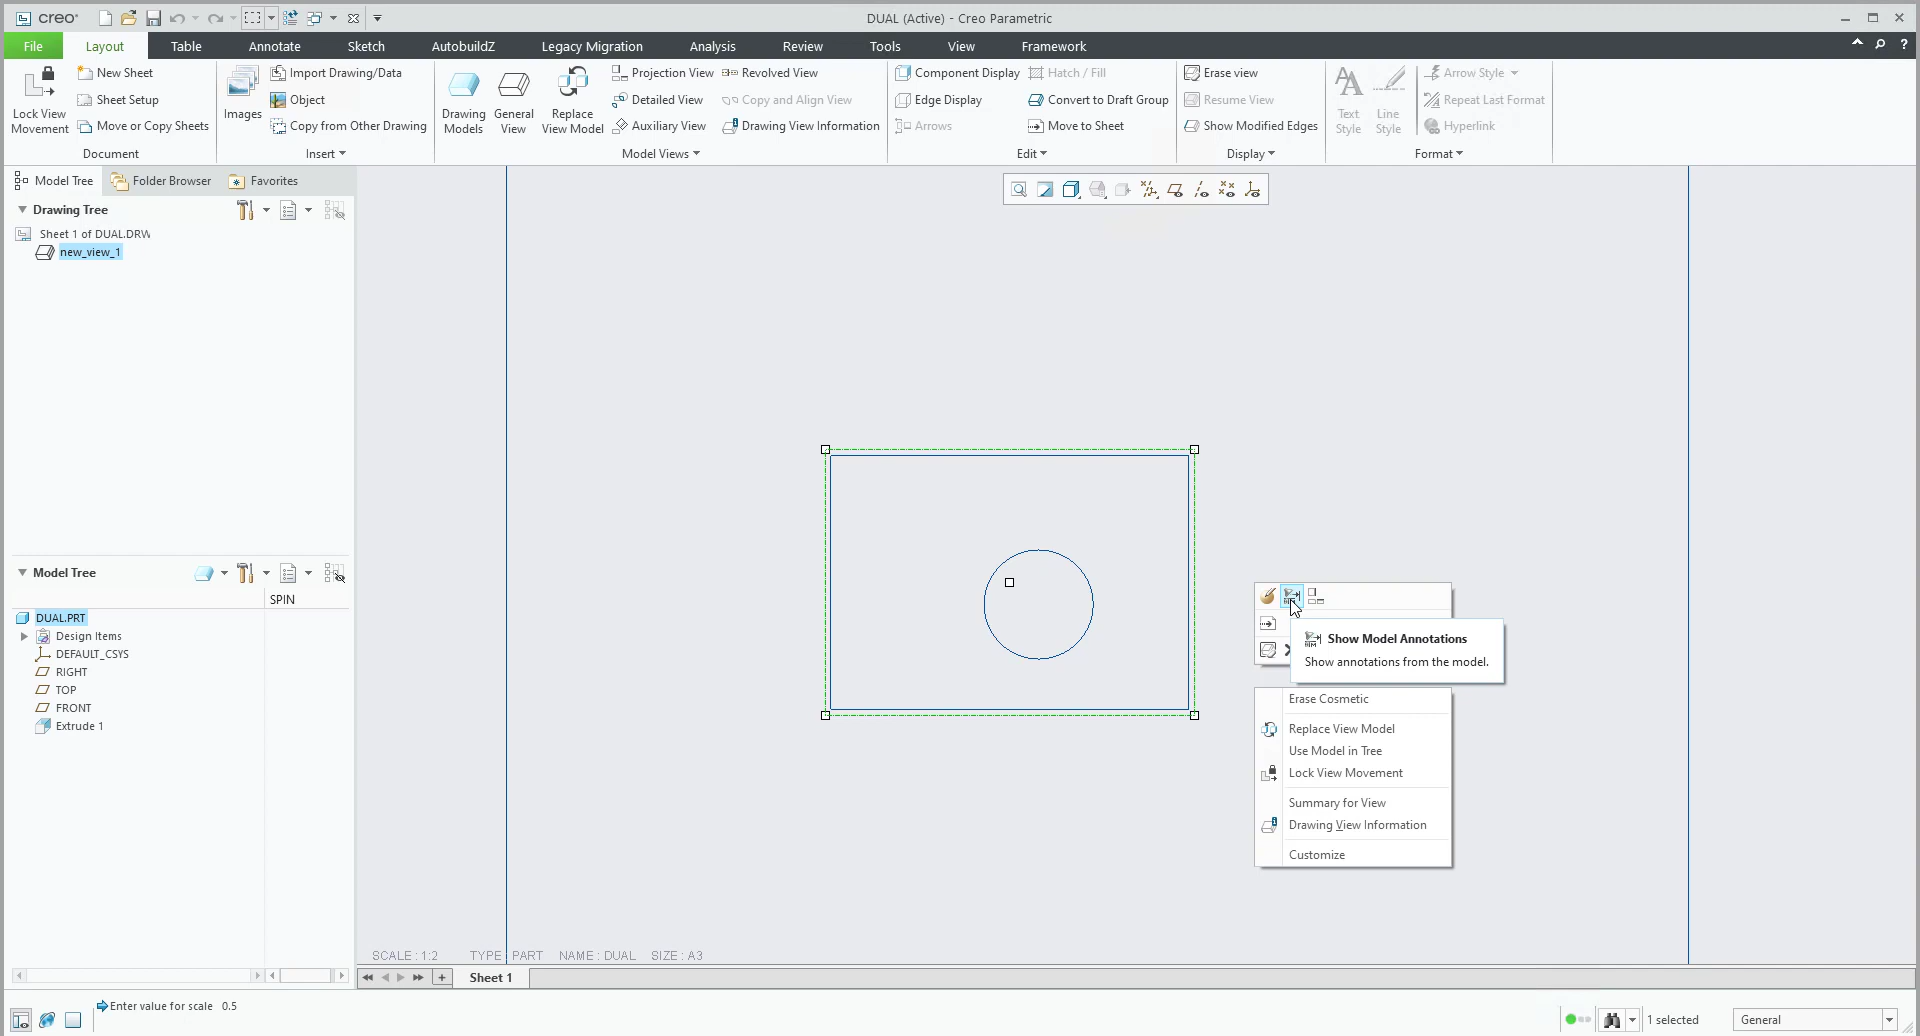 creo®
DUAL (Active) - Creo Parametric
File Layout Table Annotate Sketch AutobuildZ Legacy Migration Analysis Review Tools View Framework
Lock View Movement
New Sheet
Sheet Setup
Move or Copy Sheets
Document
Images
Import Drawing/Data
Object
Copy from Other Drawing
Insert
Drawing Models
General View
Replace View Model
Projection View
Detailed View
Auxiliary View
Revolved View
Copy and Align View
Drawing View Information
Model Views
Component Display
Edge Display
Arrows
Hatch / Fill
Convert to Draft Group
Move to Sheet
Edit
Erase view
Resume View
Show Modified Edges
Display
Text Style
Line Style
Arrow Style
Repeat Last Format
Hyperlink
Format
Model Tree Folder Browser Favorites
Drawing Tree
Sheet 1 of DUAL.DRW
new_view_1
Model Tree
SPIN
DUAL.PRT
Design Items
DEFAULT_CSYS
RIGHT
TOP
FRONT
Extrude 1
Show Model Annotations
Show annotations from the model.
Erase Cosmetic
Replace View Model
Use Model in Tree
Lock View Movement
Summary for View
Drawing View Information
Customize
SCALE : 1:2 TYPE : PART NAME : DUAL SIZE : A3
Sheet 1
Enter value for scale 0.5
1 selected
General